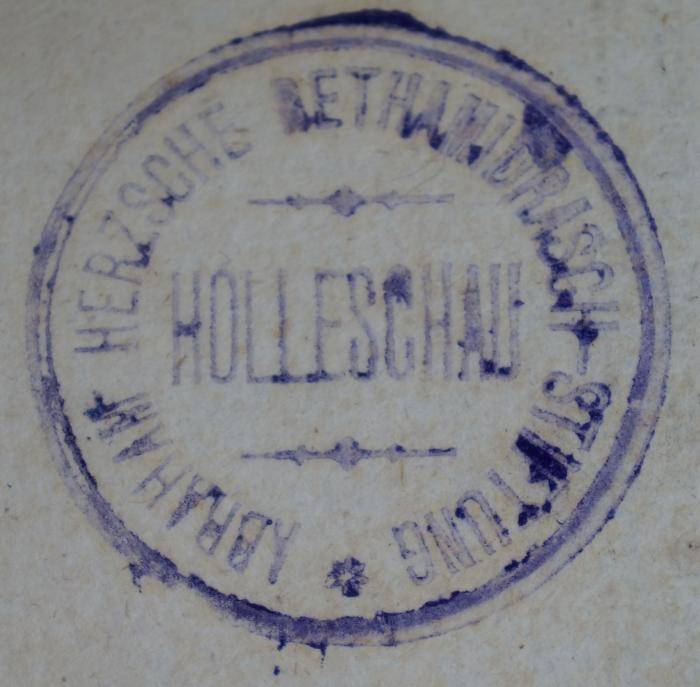 ABRAHAM HERZSCHE BETHAMIDRASCH-STIFTUNG
HOLLESCHAU